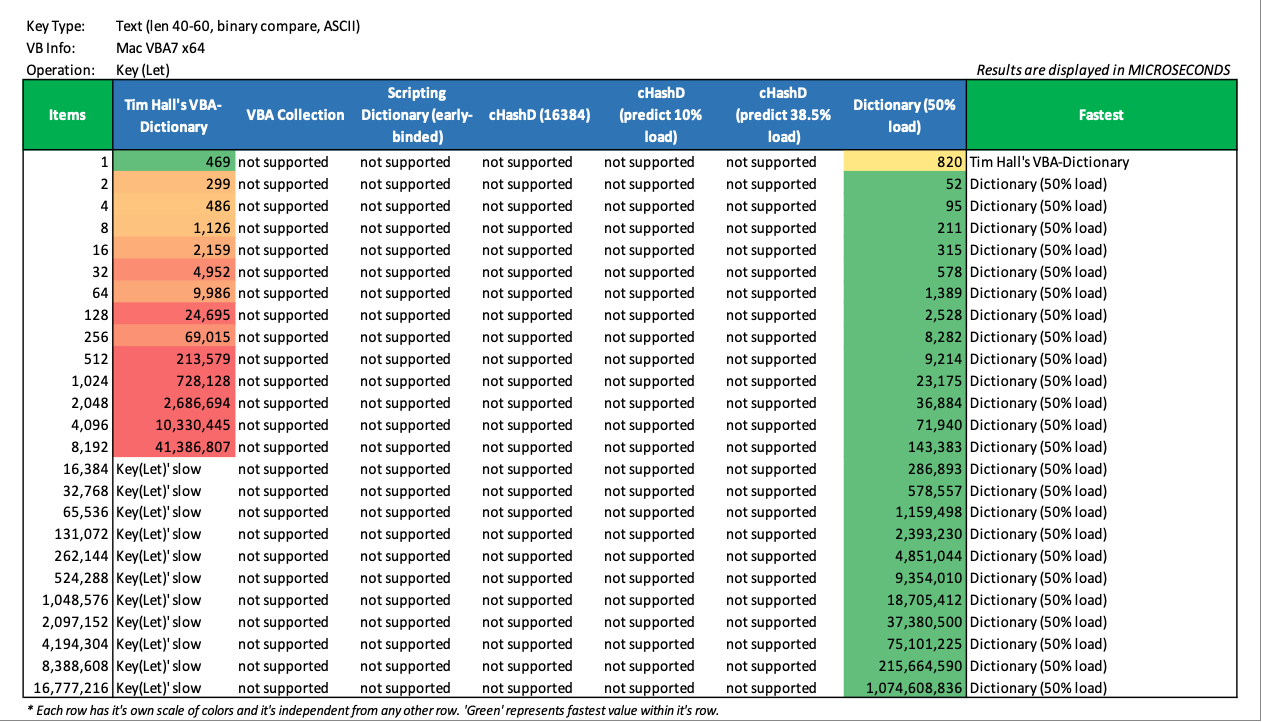 Key Type: Text (len 40-60, binary compare, ASCII)
VB Info: Mac VBA7 x64
Operation: Key (Let) Results are displayed in MICROSECONDS
Items Tim Hall's VBA-Dictionary VBA Collection Scripting Dictionary (early-binded) cHashD (16384) cHashD (predict 10% load) cHashD (predict 38.5% load) Dictionary (50% load) Fastest
1 469 not supported not supported not supported not supported not supported 820 Tim Hall's VBA-Dictionary
2 299 not supported not supported not supported not supported not supported 52 Dictionary (50% load)
4 486 not supported not supported not supported not supported not supported 95 Dictionary (50% load)
8 1,126 not supported not supported not supported not supported not supported 211 Dictionary (50% load)
16 2,159 not supported not supported not supported not supported not supported 315 Dictionary (50% load)
32 4,952 not supported not supported not supported not supported not supported 578 Dictionary (50% load)
64 9,986 not supported not supported not supported not supported not supported 1,389 Dictionary (50% load)
128 24,695 not supported not supported not supported not supported not supported 2,528 Dictionary (50% load)
256 69,015 not supported not supported not supported not supported not supported 8,282 Dictionary (50% load)
512 213,579 not supported not supported not supported not supported not supported 9,214 Dictionary (50% load)
1,024 728,128 not supported not supported not supported not supported not supported 23,175 Dictionary (50% load)
2,048 2,686,694 not supported not supported not supported not supported not supported 36,884 Dictionary (50% load)
4,096 10,330,445 not supported not supported not supported not supported not supported 71,940 Dictionary (50% load)
8,192 41,386,807 not supported not supported not supported not supported not supported 143,383 Dictionary (50% load)
16,384 Key(Let)' slow not supported not supported not supported not supported not supported 286,893 Dictionary (50% load)
32,768 Key(Let)' slow not supported not supported not supported not supported not supported 578,557 Dictionary (50% load)
65,536 Key(Let)' slow not supported not supported not supported not supported not supported 1,159,498 Dictionary (50% load)
131,072 Key(Let)' slow not supported not supported not supported not supported not supported 2,393,230 Dictionary (50% load)
262,144 Key(Let)' slow not supported not supported not supported not supported not supported 4,851,044 Dictionary (50% load)
524,288 Key(Let)' slow not supported not supported not supported not supported not supported 9,354,010 Dictionary (50% load)
1,048,576 Key(Let)' slow not supported not supported not supported not supported not supported 18,705,412 Dictionary (50% load)
2,097,152 Key(Let)' slow not supported not supported not supported not supported not supported 37,380,500 Dictionary (50% load)
4,194,304 Key(Let)' slow not supported not supported not supported not supported not supported 75,101,225 Dictionary (50% load)
8,388,608 Key(Let)' slow not supported not supported not supported not supported not supported 215,664,590 Dictionary (50% load)
16,777,216 Key(Let)' slow not supported not supported not supported not supported not supported 1,074,608,836 Dictionary (50% load)
* Each row has it's own scale of colors and it's independent from any other row. 'Green' represents fastest value within it's row.